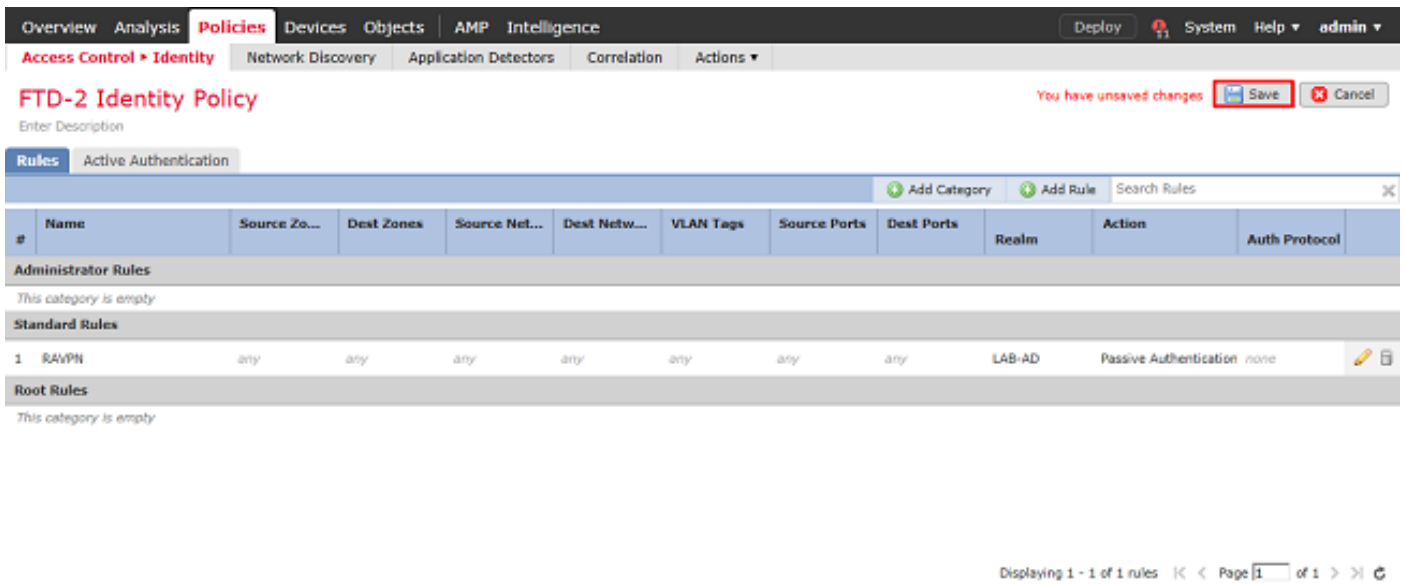 Overview Analysis Policies Devices Objects AMP Intelligence Deploy System Help ▾ admin ▾
Access Control ▸ Identity Network Discovery Application Detectors Correlation Actions ▾
FTD-2 Identity Policy
You have unsaved changes Save Cancel
Enter Description
Rules Active Authentication
Add Category Add Rule Search Rules
# Name Source Zo... Dest Zones Source Net... Dest Netw... VLAN Tags Source Ports Dest Ports Realm Action Auth Protocol
Administrator Rules
This category is empty
Standard Rules
1 RAVPN any any any any any any any LAB-AD Passive Authentication none
Root Rules
This category is empty
Displaying 1 - 1 of 1 rules |< < Page 1 of 1 > >|